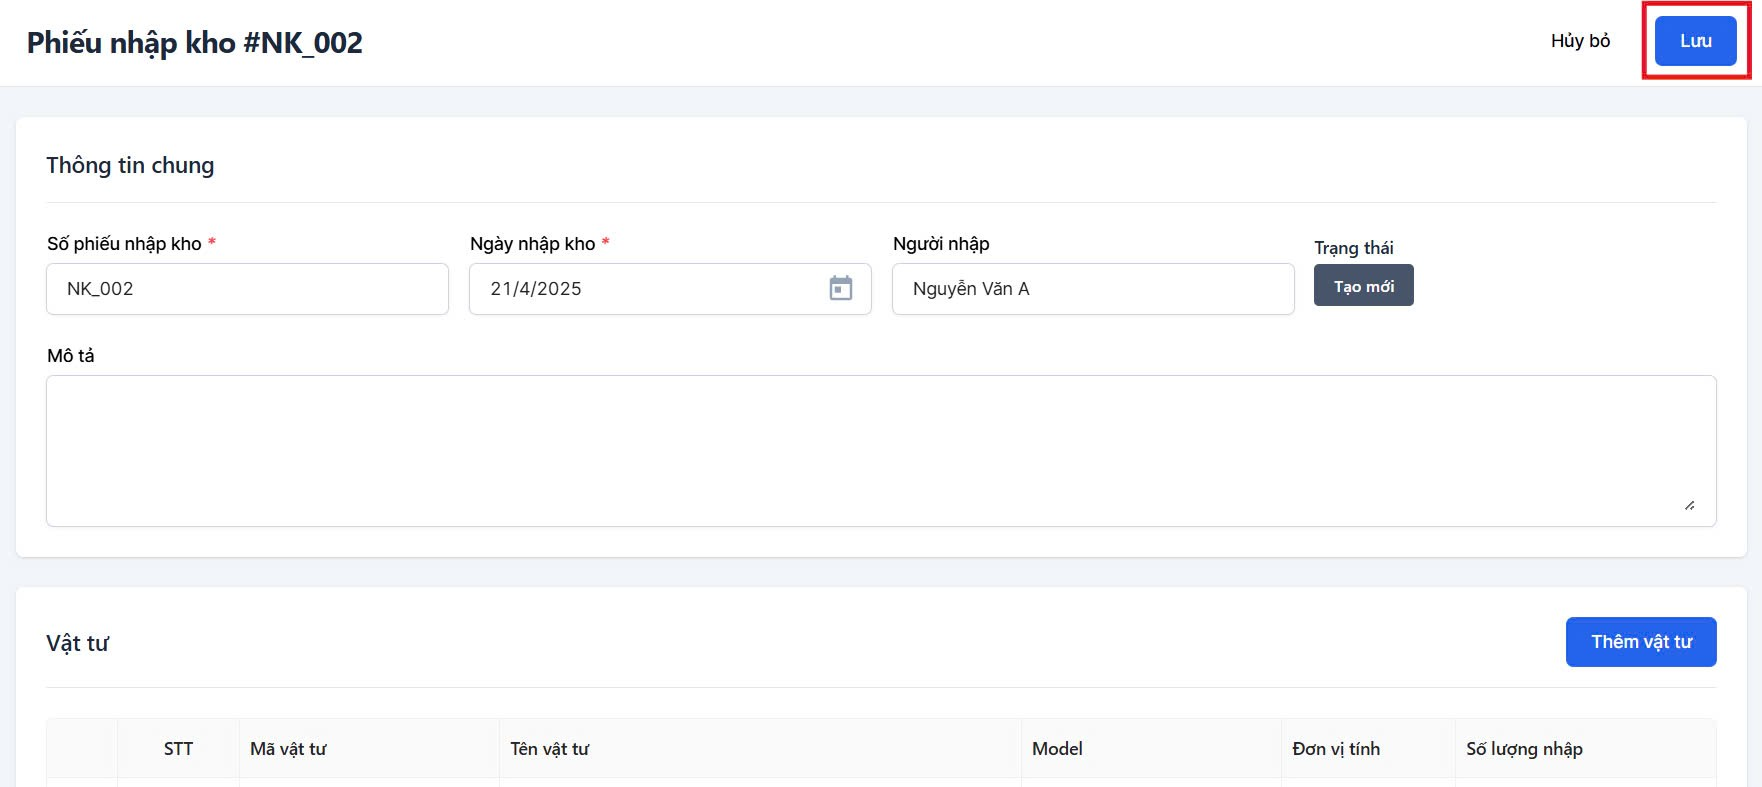 Phiếu nhập kho #NK_002
Hủy bỏ
Lưu
Thông tin chung
Số phiếu nhập kho *
Ngày nhập kho *
Người nhập
Trạng thái
NK_002
21/4/2025
Nguyễn Văn A
Tạo mới
Mô tả
Vật tư
Thêm vật tư
STT
Mã vật tư
Tên vật tư
Model
Đơn vị tính
Số lượng nhập